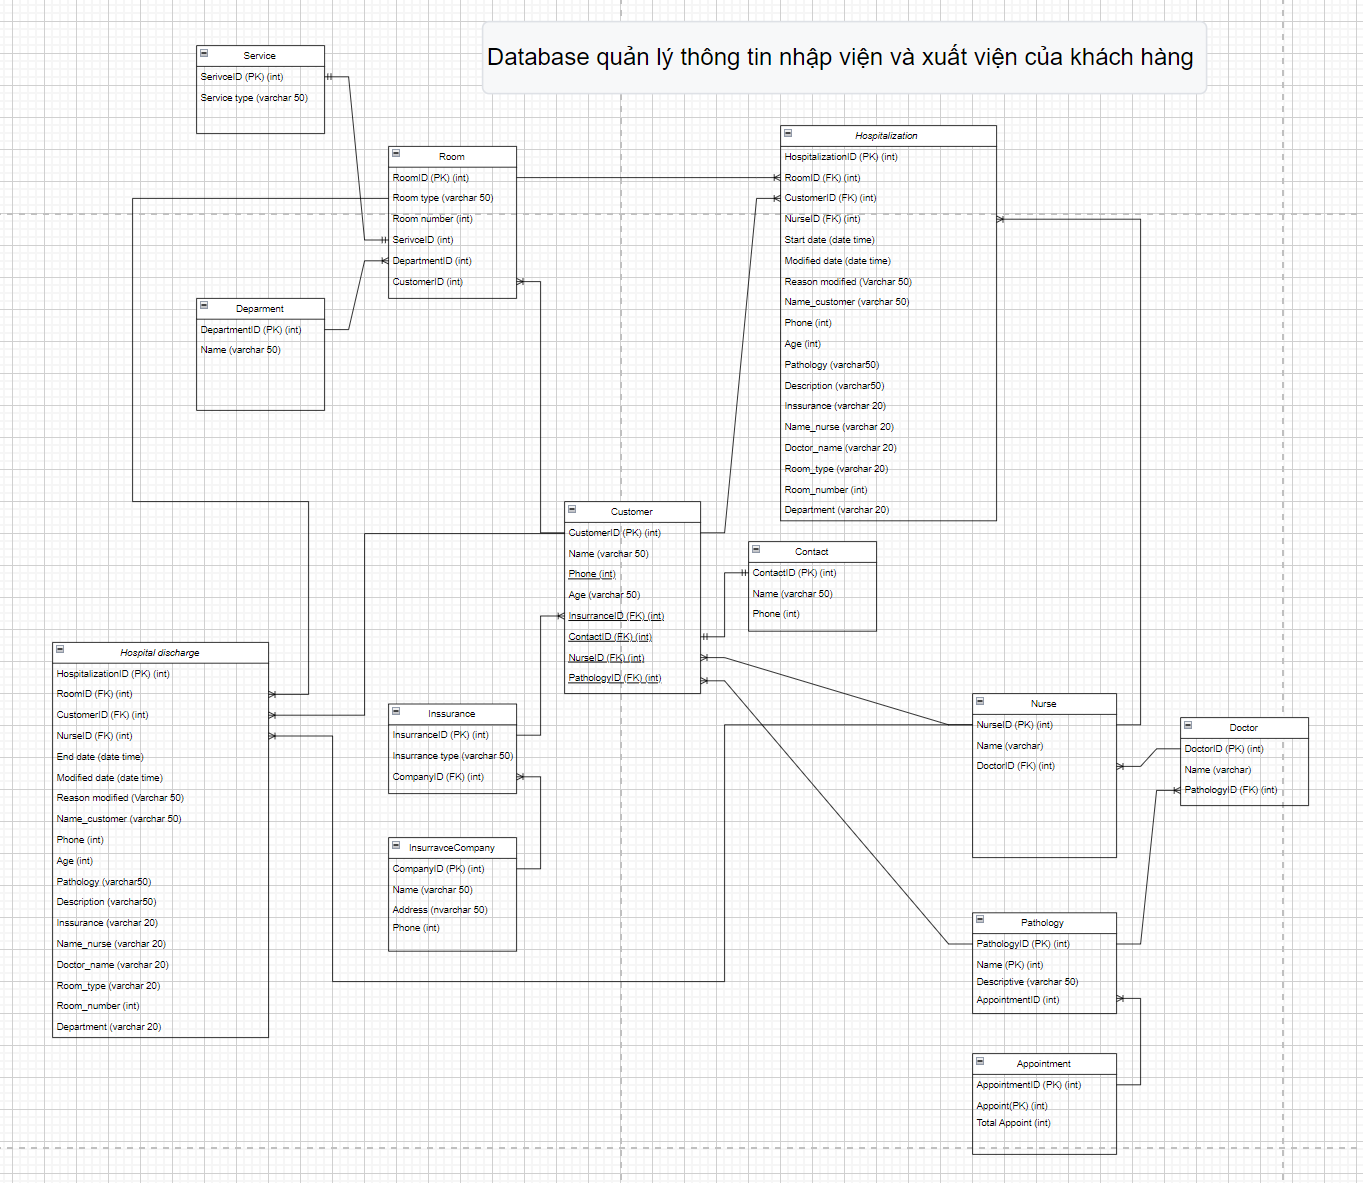 Database quản lý thông tin nhập viện và xuất viện của khách hàng
Service
SerivceID (PK) (int)
Service type (varchar 50)
Room
RoomID (PK) (int)
Room type (varchar 50)
Room number (int)
SerivceID (int)
DepartmentID (int)
CustomerID (int)
Hospitalization
HospitalizationID (PK) (int)
RoomID (FK) (int)
CustomerID (FK) (int)
NurseID (FK) (int)
Start date (date time)
Modified date (date time)
Reason modified (Varchar 50)
Name_customer (varchar 50)
Phone (int)
Age (int)
Pathology (varchar50)
Description (varchar50)
Inssurance (varchar 20)
Name_nurse (varchar 20)
Doctor_name (varchar 20)
Room_type (varchar 20)
Room_number (int)
Department (varchar 20)
Deparment
DepartmentID (PK) (int)
Name (varchar 50)
Customer
CustomerID (PK) (int)
Name (varchar 50)
Phone (int)
Age (varchar 50)
InsurranceID (FK) (int)
ContactID (FK) (int)
NurseID (FK) (int)
PathologyID (FK) (int)
Contact
ContactID (PK) (int)
Name (varchar 50)
Phone (int)
Hospital discharge
HospitalizationID (PK) (int)
RoomID (FK) (int)
CustomerID (FK) (int)
NurseID (FK) (int)
End date (date time)
Modified date (date time)
Reason modified (Varchar 50)
Name_customer (varchar 50)
Phone (int)
Age (int)
Pathology (varchar50)
Description (varchar50)
Inssurance (varchar 20)
Name_nurse (varchar 20)
Doctor_name (varchar 20)
Room_type (varchar 20)
Room_number (int)
Department (varchar 20)
Inssurance
InsurranceID (PK) (int)
Insurrance type (varchar 50)
CompanyID (FK) (int)
InsurravceCompany
CompanyID (PK) (int)
Name (varchar 50)
Address (nvarchar 50)
Phone (int)
Nurse
NurseID (PK) (int)
Name (varchar)
DoctorID (FK) (int)
Doctor
DoctorID (PK) (int)
Name (varchar)
PathologyID (FK) (int)
Pathology
PathologyID (PK) (int)
Name (PK) (int)
Descriptive (varchar 50)
AppointmentID (int)
Appointment
AppointmentID (PK) (int)
Appoint(PK) (int)
Total Appoint (int)